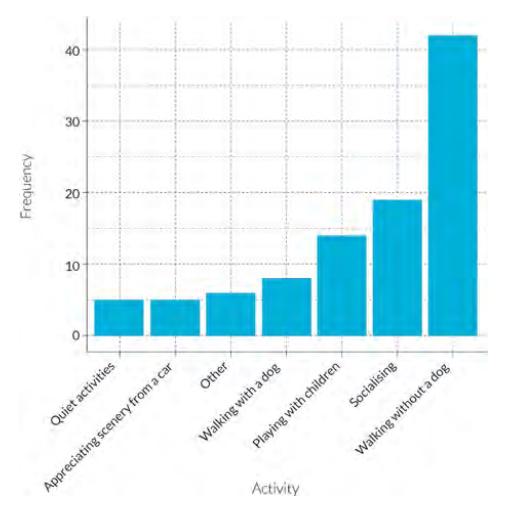 Frequency
40
30
20
10
0
Quiet activities
Appreciating scenery from a car
Other
Walking with a dog
Playing with children
Socialising
Walking without a dog
Activity